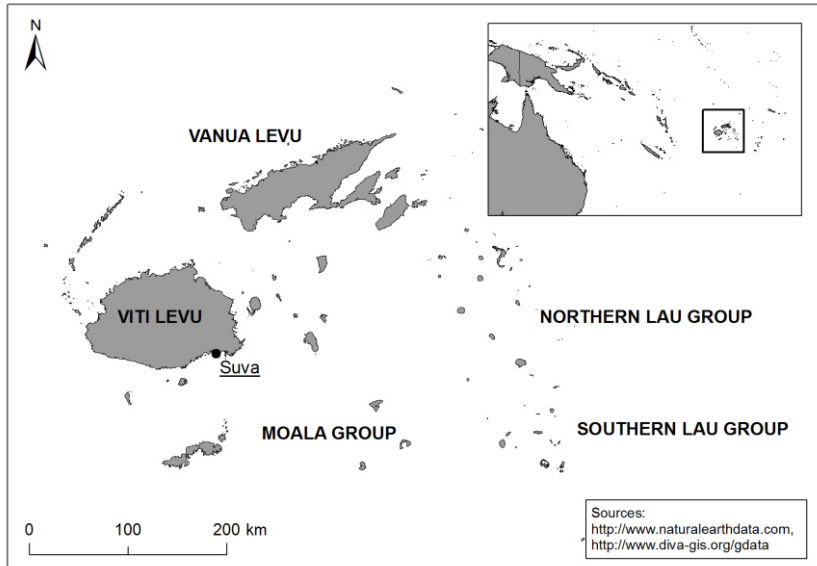 N
VANUA LEVU
VITI LEVU
NORTHERN LAU GROUP
Suva
MOALA GROUP
SOUTHERN LAU GROUP
0 100 200 km
Sources:
http://www.naturalearthdata.com,
http://www.diva-gis.org/gdata